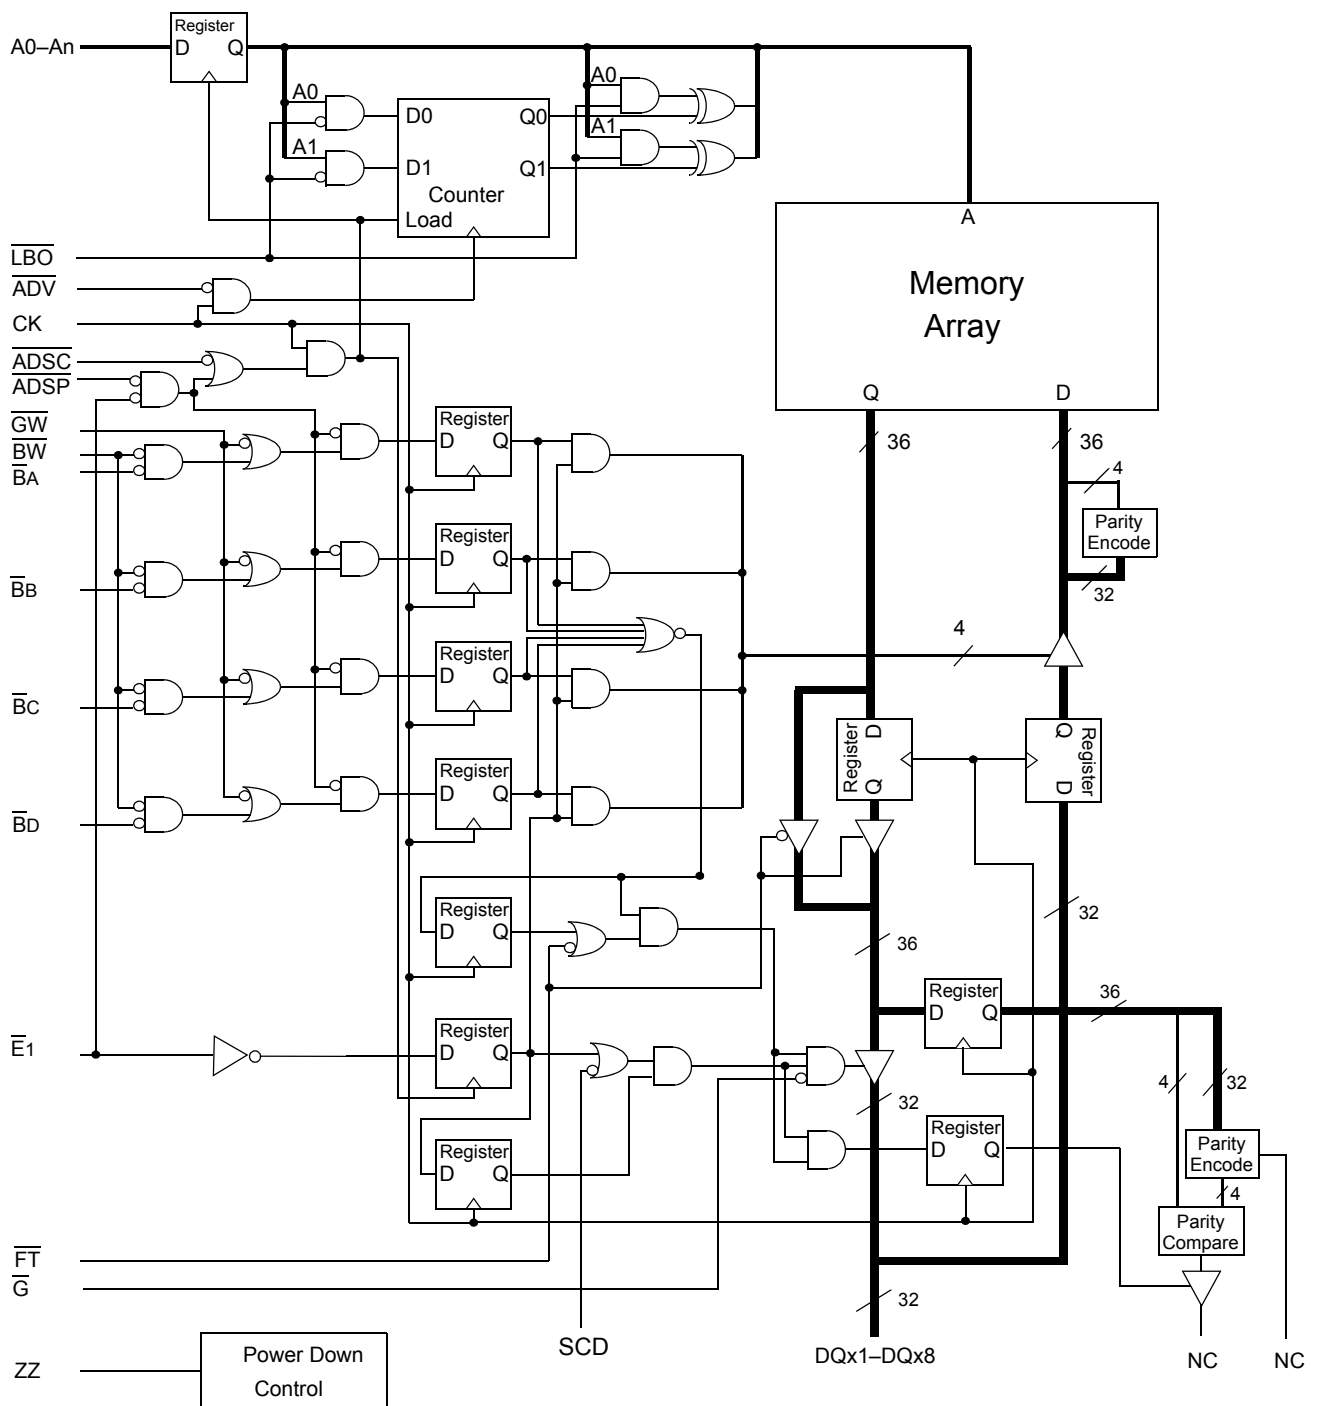 Register
A0–An
D Q
A0
A0
D0
Q0
A1
A1
D1
Q1
Counter
Load
A
LBO
Memory
Array
ADV
CK
ADSC
ADSP
Q
D
GW
Register
36
36
BW
D Q
4
BA
Parity
Encode
Register
D Q
32
BB
4
Register
D Q
BC
Register
D
Q
Register
Q
D
Register
D Q
BD
Register
D Q
32
36
Register
D Q
36
Register
D Q
E1
4
32
32
Register
D Q
Parity
Encode
Register
D Q
4
Parity
Compare
FT
G
32
SCD
DQx1–DQx8
NC
NC
ZZ
Power Down
Control